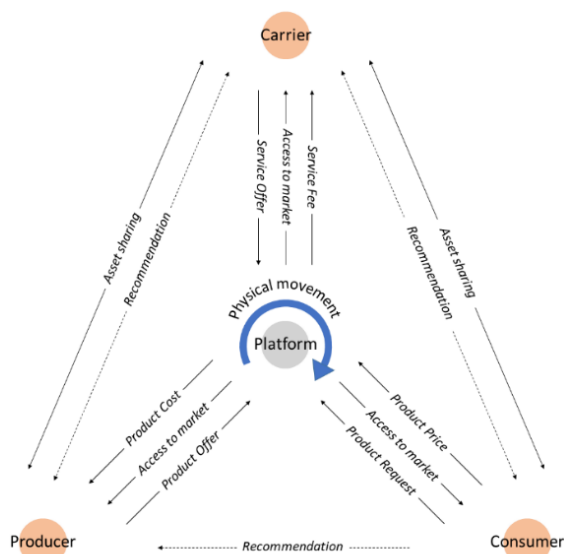 Carrier
Service Offer
Access to market
Service Fee
Asset sharing
Recommendation
Recommendation
Asset sharing
Physical movement
Platform
Product Cost
Access to market
Product Offer
Product Price
Access to market
Product Request
Producer
Recommendation
Consumer